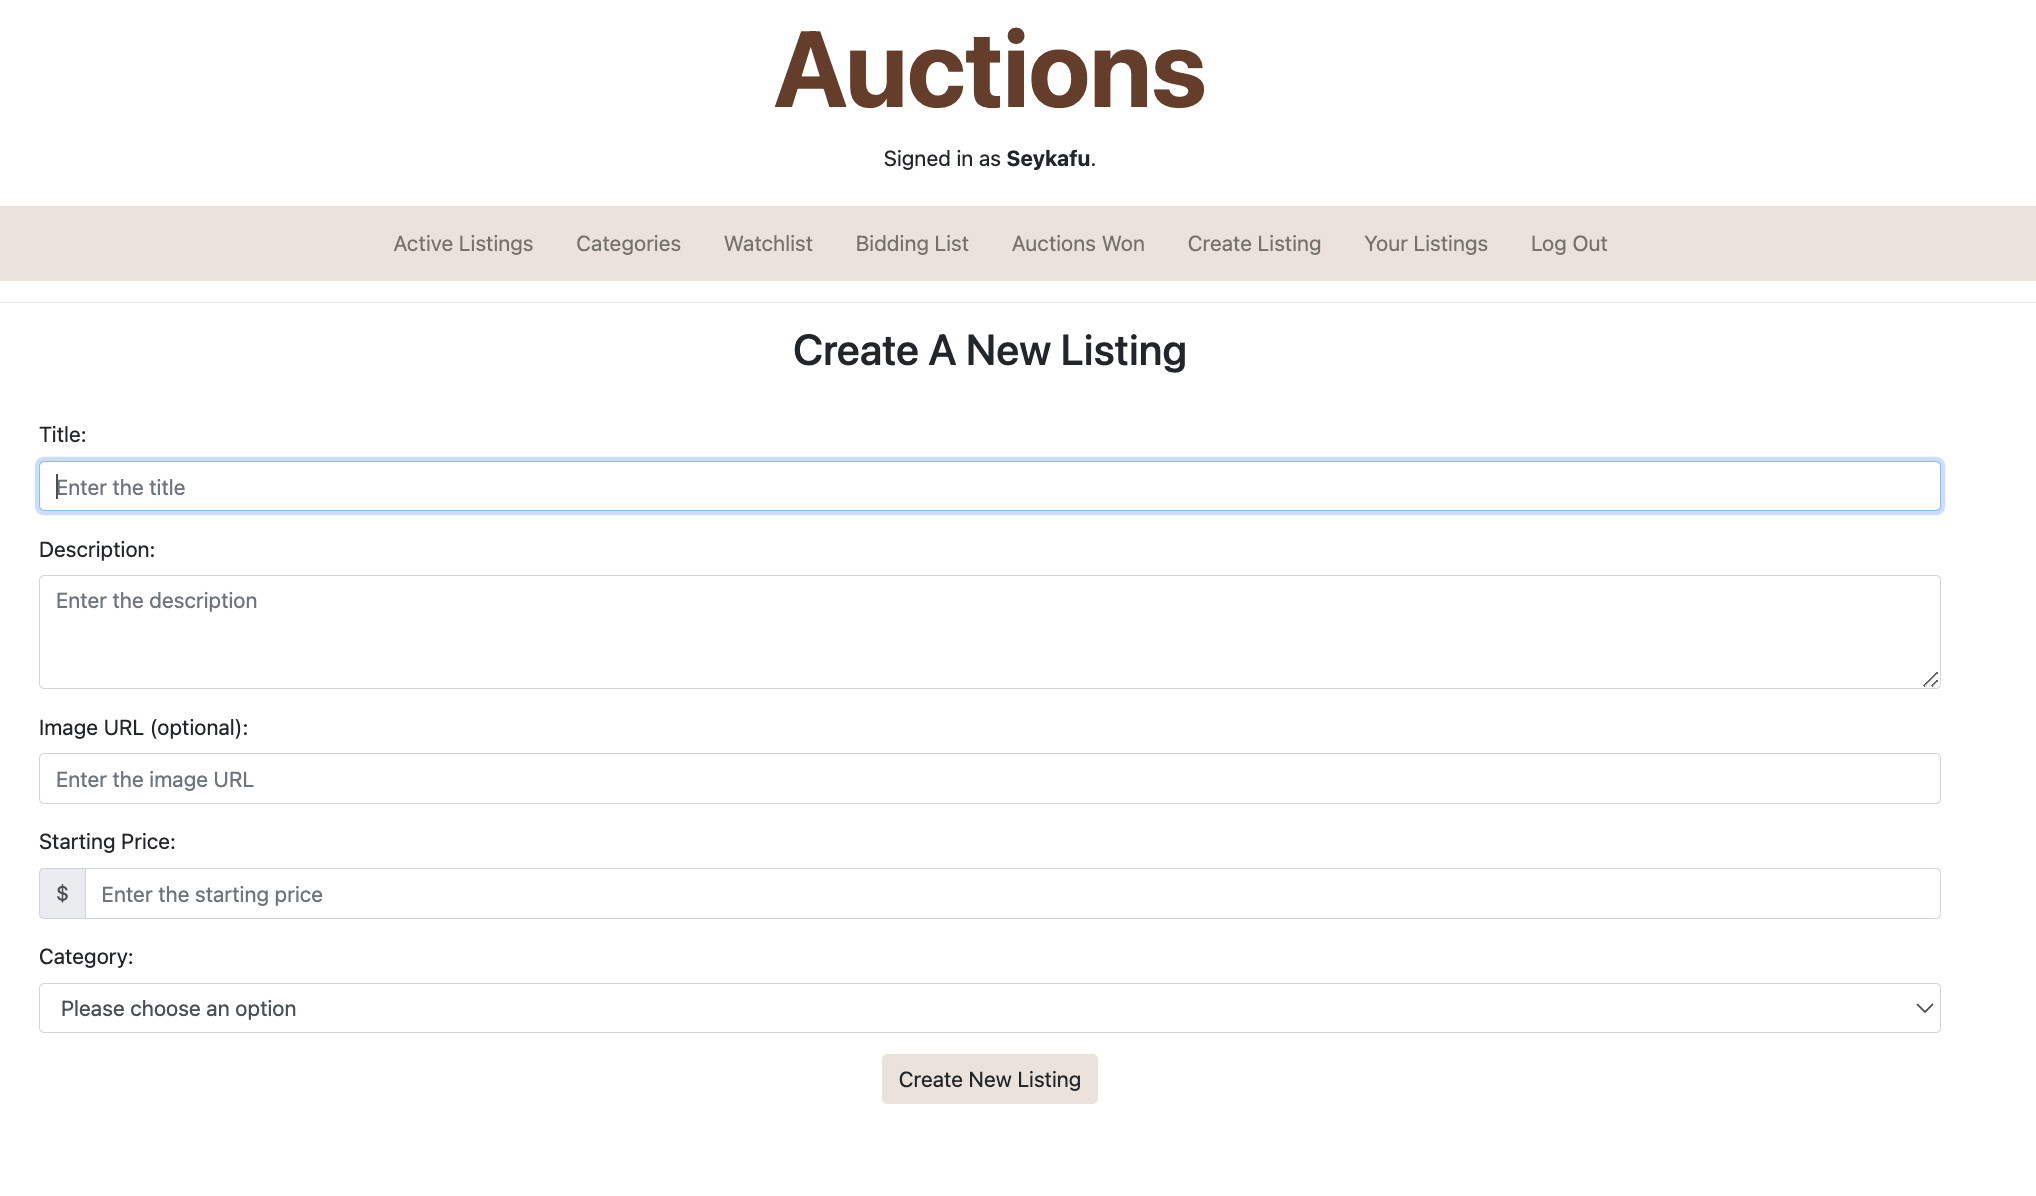 Auctions
Signed in as Seykafu.
Active Listings Categories Watchlist Bidding List Auctions Won Create Listing Your Listings Log Out
Create A New Listing
Title:
Enter the title
Description:
Enter the description
Image URL (optional):
Enter the image URL
Starting Price:
$ Enter the starting price
Category:
Please choose an option
Create New Listing